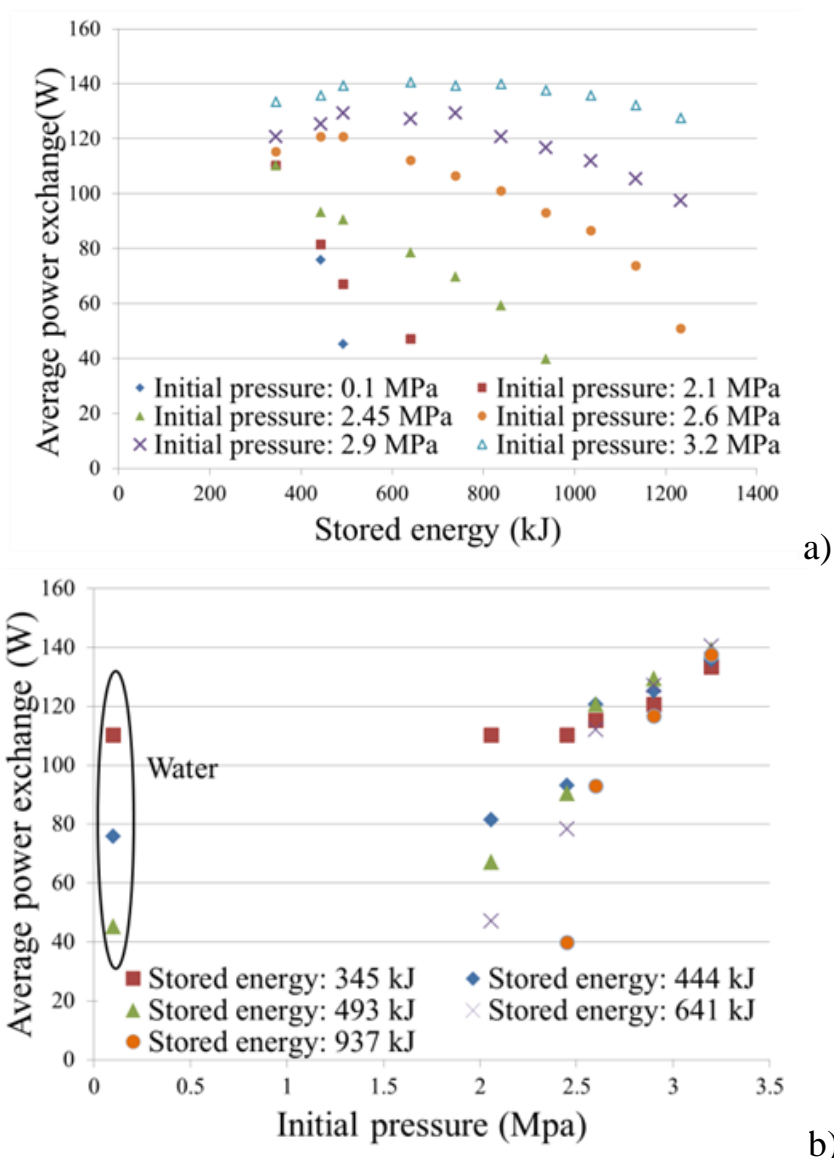 160
140
120
100
80
60
40
20
0
Average power exchange(W)
Initial pressure: 0.1 MPa Initial pressure: 2.1 MPa
Initial pressure: 2.45 MPa Initial pressure: 2.6 MPa
Initial pressure: 2.9 MPa Initial pressure: 3.2 MPa
0 200 400 600 800 1000 1200 1400
Stored energy (kJ)
a)
160
140
120
100
80
60
40
20
0
Average power exchange (W)
Water
Stored energy: 345 kJ Stored energy: 444 kJ
Stored energy: 493 kJ Stored energy: 641 kJ
Stored energy: 937 kJ
0 0.5 1 1.5 2 2.5 3 3.5
Initial pressure (Mpa)
b)